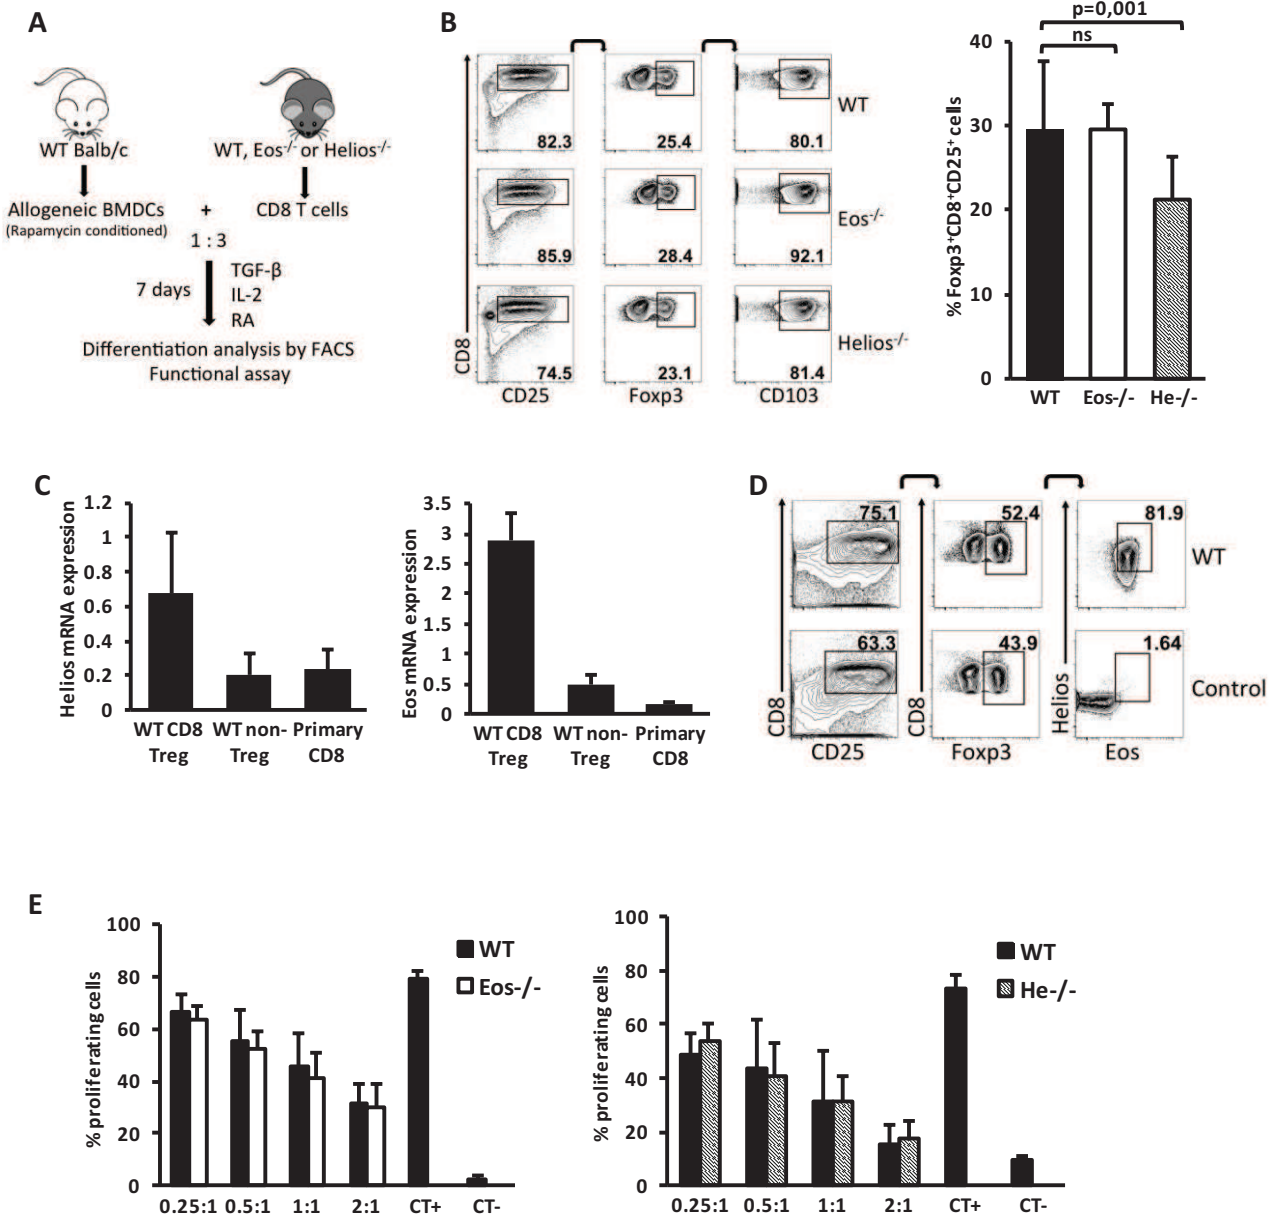 A
WT Balb/c
WT, Eos-/- or Helios-/-
Allogeneic BMDCs + CD8 T cells
(Rapamycin conditioned)
1 : 3
7 days
TGF-β
IL-2
RA
Differentiation analysis by FACS
Functional assay
B
82.3 25.4 80.1
WT
85.9 28.4 92.1
Eos-/-
74.5 23.1 81.4
Helios-/-
CD8
CD25 Foxp3 CD103
p=0,001
ns
% Foxp3+CD8+CD25+ cells
40
30
20
10
0
WT Eos-/- He-/-
C
Helios mRNA expression
1.2
1
0.8
0.6
0.4
0.2
0
WT CD8 Treg
WT non-Treg
Primary CD8
Eos mRNA expression
3.5
3
2.5
2
1.5
1
0.5
0
WT CD8 Treg
WT non-Treg
Primary CD8
D
75.1 52.4 81.9
WT
63.3 43.9 1.64
Control
CD8 CD8 Helios
CD25 Foxp3 Eos
E
% proliferating cells
100
80
60
40
20
0
WT
Eos-/-
0.25:1 0.5:1 1:1 2:1 CT+ CT-
% proliferating cells
100
80
60
40
20
0
WT
He-/-
0.25:1 0.5:1 1:1 2:1 CT+ CT-